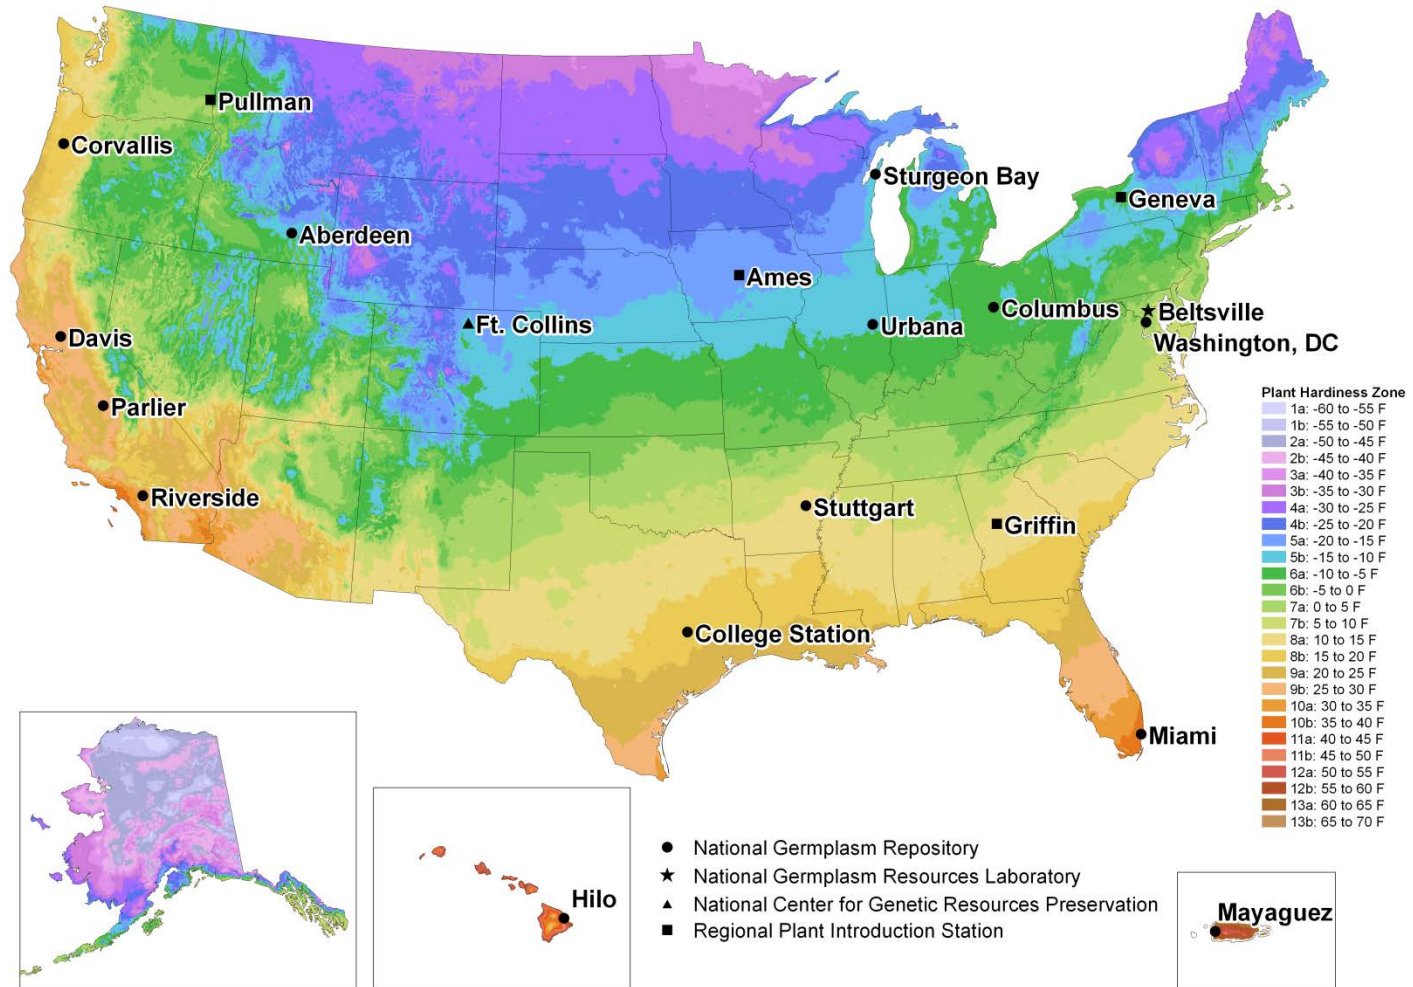 Pullman
Corvallis
Sturgeon Bay
Geneva
Aberdeen
Ames
Ft. Collins
Urbana
Columbus
Beltsville
Washington, DC
Davis
Parlier
Riverside
Stuttgart
Griffin
College Station
Miami
Plant Hardiness Zone
1a: -60 to -55 F
1b: -55 to -50 F
2a: -50 to -45 F
2b: -45 to -40 F
3a: -40 to -35 F
3b: -35 to -30 F
4a: -30 to -25 F
4b: -25 to -20 F
5a: -20 to -15 F
5b: -15 to -10 F
6a: -10 to -5 F
6b: -5 to 0 F
7a: 0 to 5 F
7b: 5 to 10 F
8a: 10 to 15 F
8b: 15 to 20 F
9a: 20 to 25 F
9b: 25 to 30 F
10a: 30 to 35 F
10b: 35 to 40 F
11a: 40 to 45 F
11b: 45 to 50 F
12a: 50 to 55 F
12b: 55 to 60 F
13a: 60 to 65 F
13b: 65 to 70 F
Hilo
National Germplasm Repository
National Germplasm Resources Laboratory
National Center for Genetic Resources Preservation
Regional Plant Introduction Station
Mayaguez